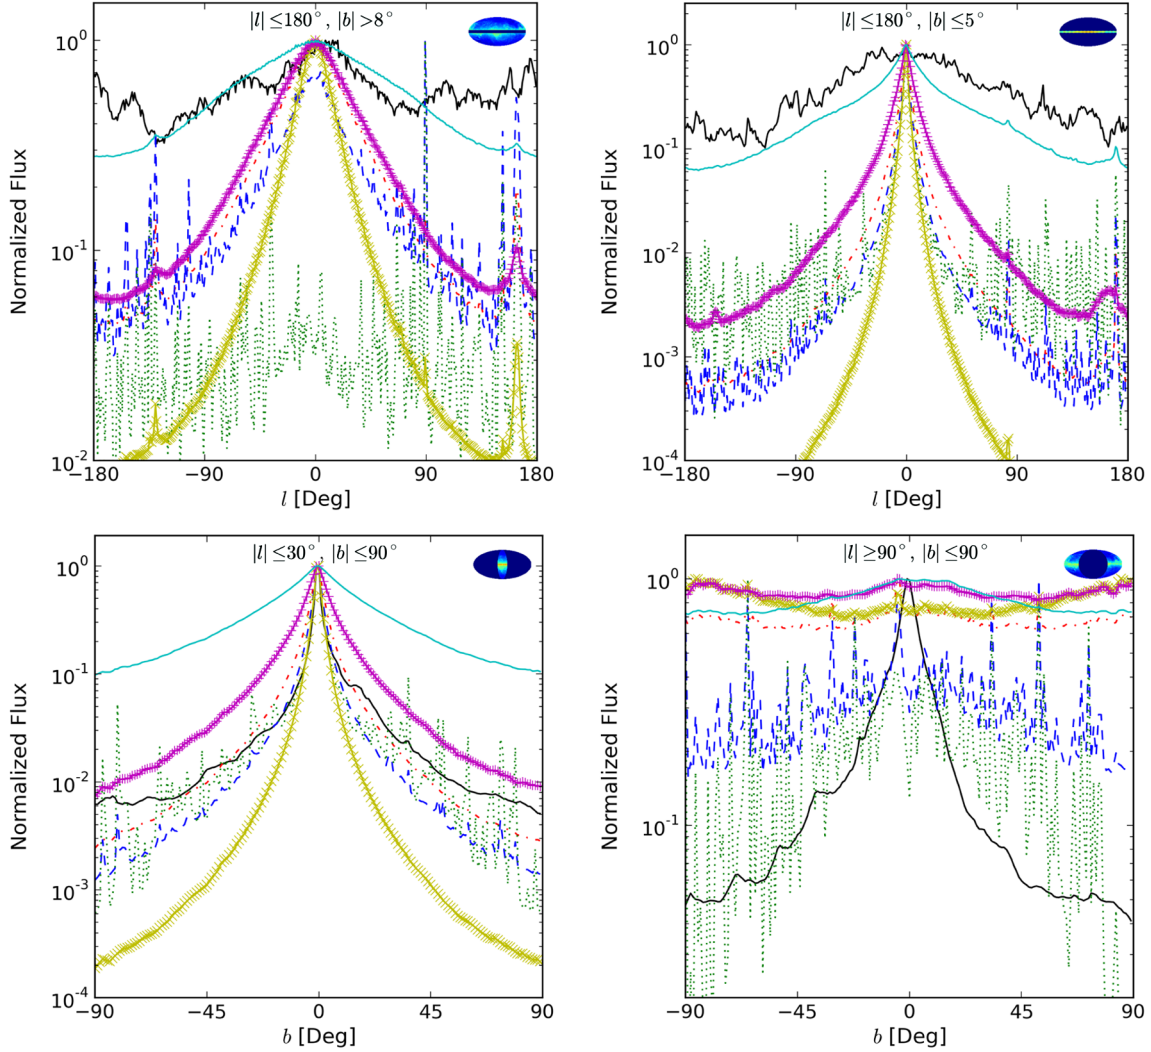 |l| ≤180°, |b| >8°
10⁰
10⁻¹
10⁻²
Normalized Flux
−180 −90 0 90 180
l [Deg]
|l| ≤180°, |b| ≤5°
10⁰
10⁻¹
10⁻²
10⁻³
10⁻⁴
Normalized Flux
−180 −90 0 90 180
l [Deg]
|l| ≤30°, |b| ≤90°
10⁰
10⁻¹
10⁻²
10⁻³
10⁻⁴
Normalized Flux
−90 −45 0 45 90
b [Deg]
|l| ≥90°, |b| ≤90°
10⁰
10⁻¹
Normalized Flux
−90 −45 0 45 90
b [Deg]